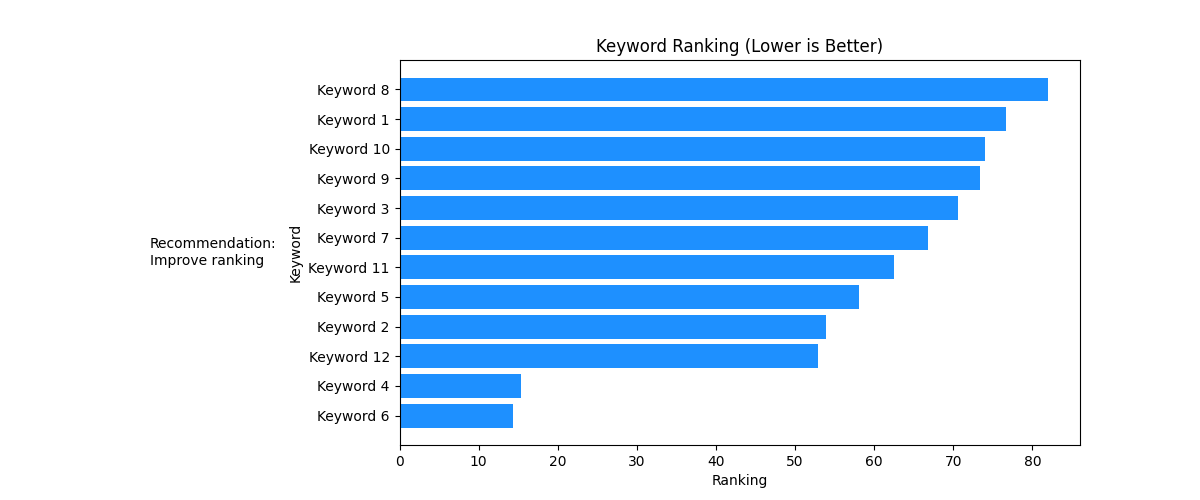 Keyword Ranking (Lower is Better)
Keyword 8
Keyword 1
Keyword 10
Keyword 9
Keyword 3
Keyword 7
Keyword 11
Keyword 5
Keyword 2
Keyword 12
Keyword 4
Keyword 6
Keyword
Recommendation:
Improve ranking
0 10 20 30 40 50 60 70 80
Ranking